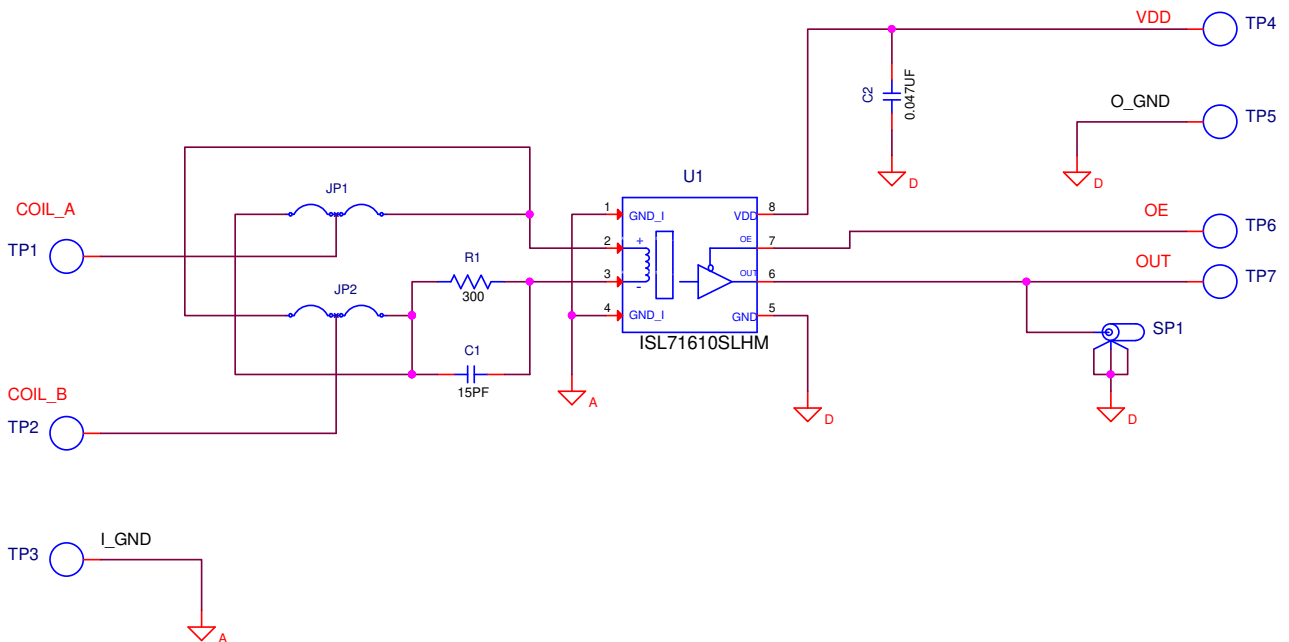 VDD
TP4
C2
0.047UF
O_GND
TP5
D
D
U1
JP1
COIL_A
1
GND_I
VDD
8
OE
TP6
TP1
2
+
OE
7
R1
OUT
300
3
-
OUT
6
TP7
JP2
4
GND_I
GND
5
SP1
ISL71610SLHM
C1
15PF
COIL_B
A
D
D
TP2
I_GND
TP3
A